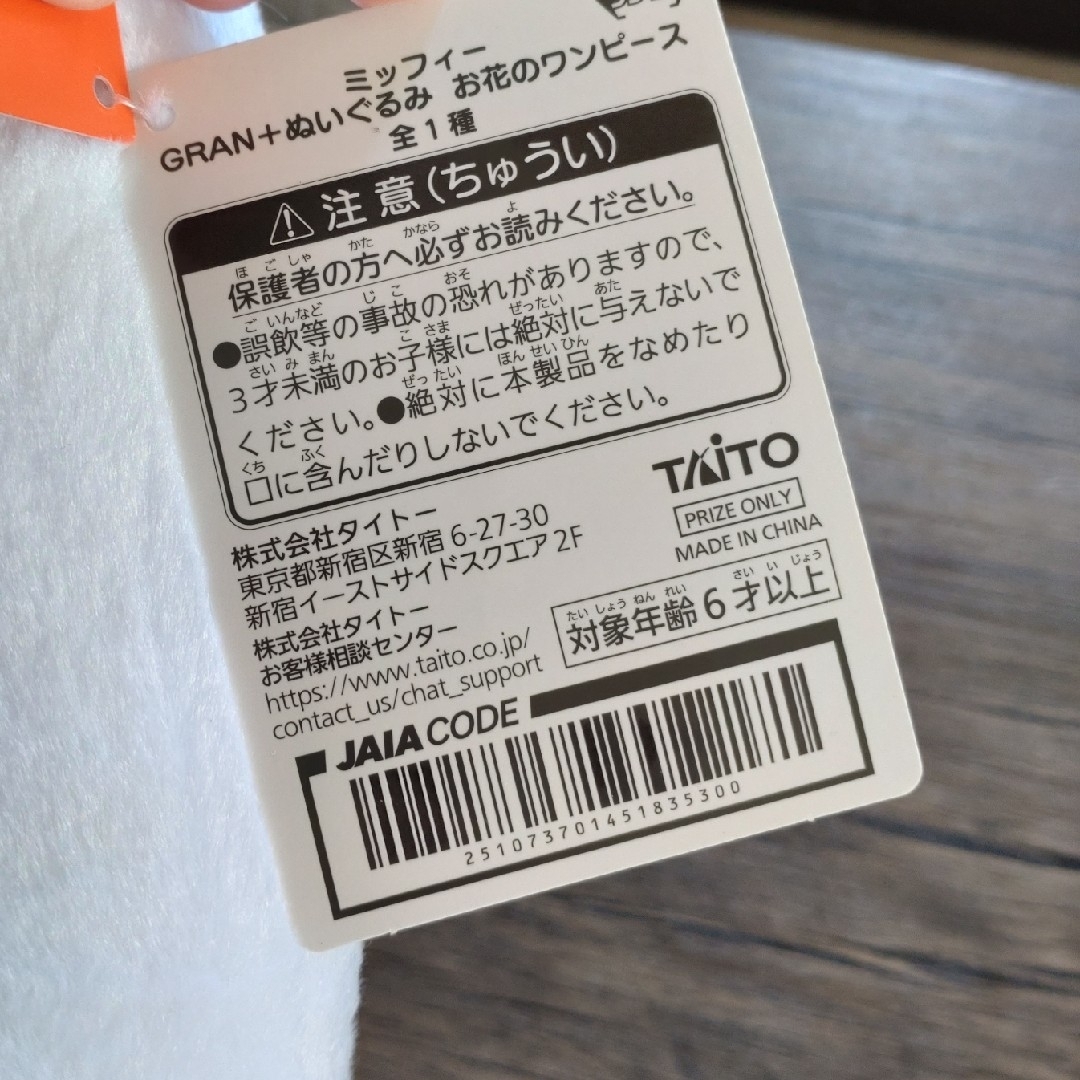 ミッフィー
GRAN+ぬいぐるみ お花のワンピース
全1種
注意(ちゅうい)
保護者の方へ必ずお読みください。
●誤飲等の事故の恐れがありますので、
3才未満のお子様には絶対に与えないで
ください。●絶対に本製品をなめたり
口に含んだりしないでください。
株式会社タイトー
東京都新宿区新宿 6-27-30
新宿イーストサイドスクエア 2F
株式会社タイトー
お客様相談センター
https://www.taito.co.jp/
contact_us/chat_support
TAITO
PRIZE ONLY
MADE IN CHINA
対象年齢6才以上
JAIA CODE
251073701451835300